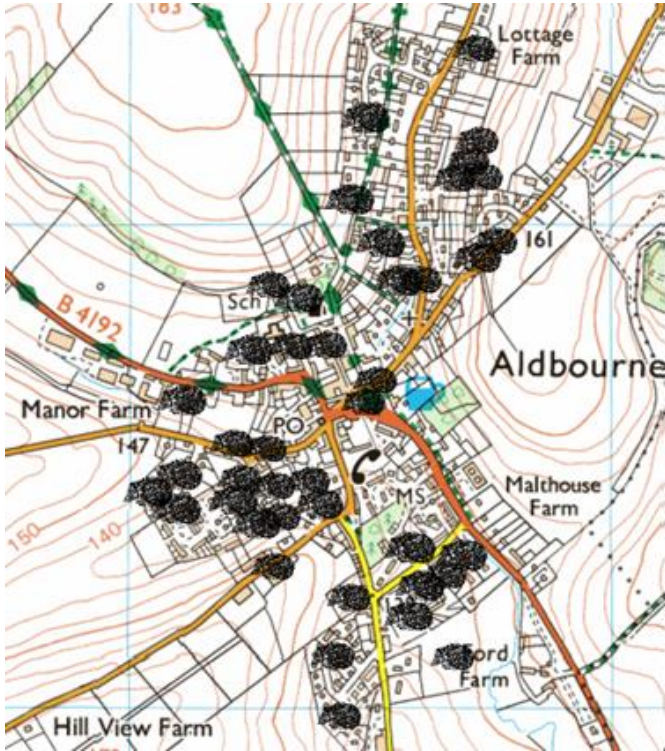 163
Lottage
Farm
161
Sch
B 4192
Aldbourne
Manor Farm
PO
147
MS
Malthouse
Farm
150
140
Ford
Farm
Hill View Farm